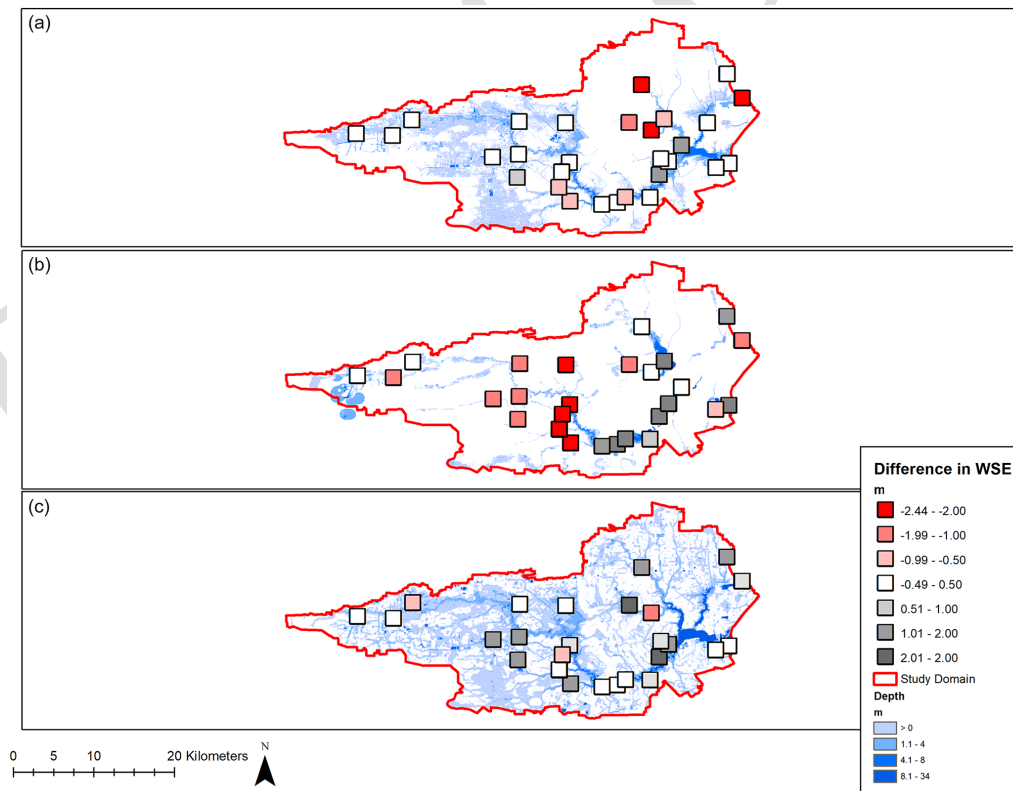 (a)
(b)
(c)
Difference in WSE
m
-2.44 - -2.00
-1.99 - -1.00
-0.99 - -0.50
-0.49 - 0.50
0.51 - 1.00
1.01 - 2.00
2.01 - 2.00
Study Domain
Depth
m
> 0
1.1 - 4
4.1 - 8
8.1 - 34
0 5 10 20 Kilometers
N